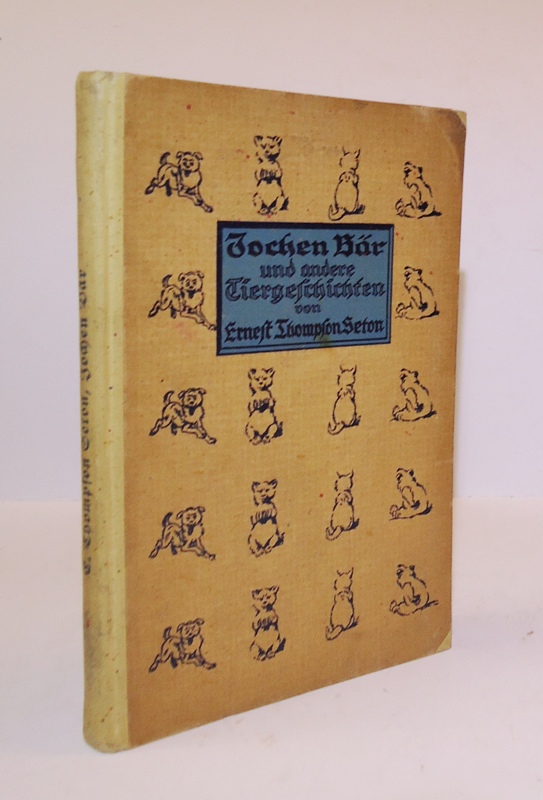 Jochen Bär
und andere
Tiergeschichten
von
Ernest Thompson Seton
E. Thompson Seton, Jochen Bär